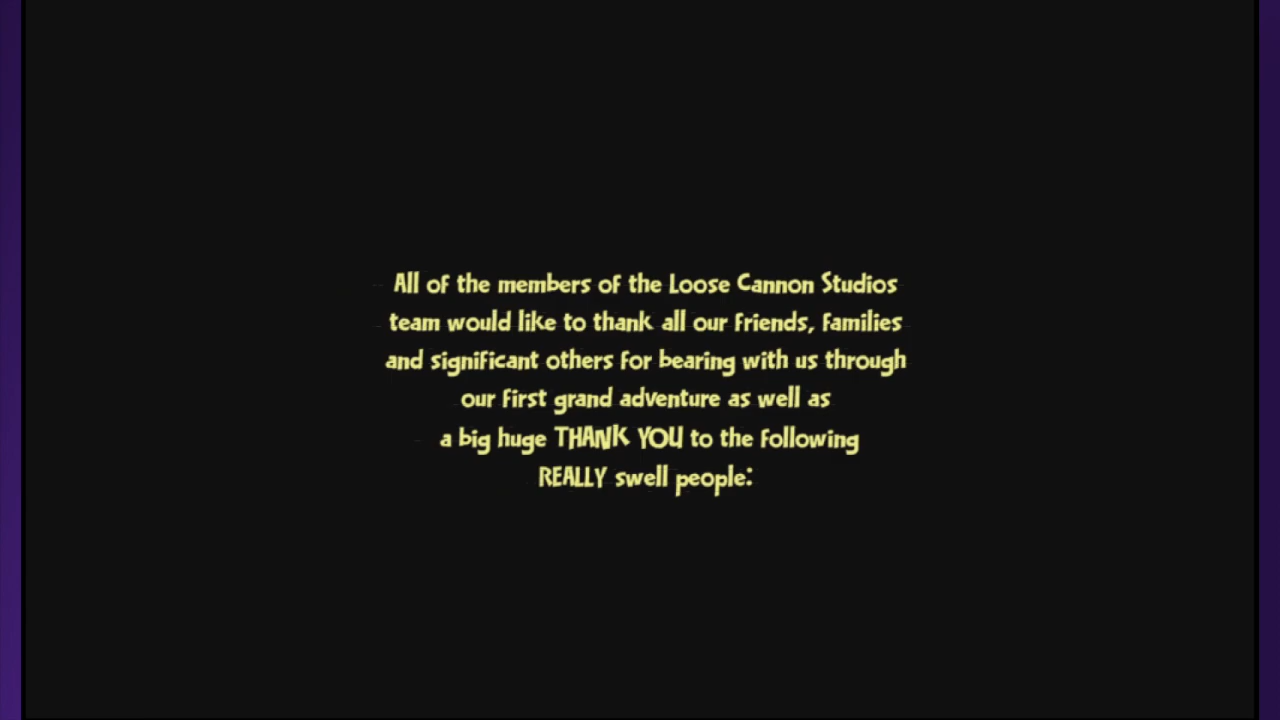 All of the members of the Loose Cannon Studios
team would like to thank all our friends, families
and significant others for bearing with us through
our first grand adventure as well as
a big huge THANK YOU to the following
REALLY swell people: